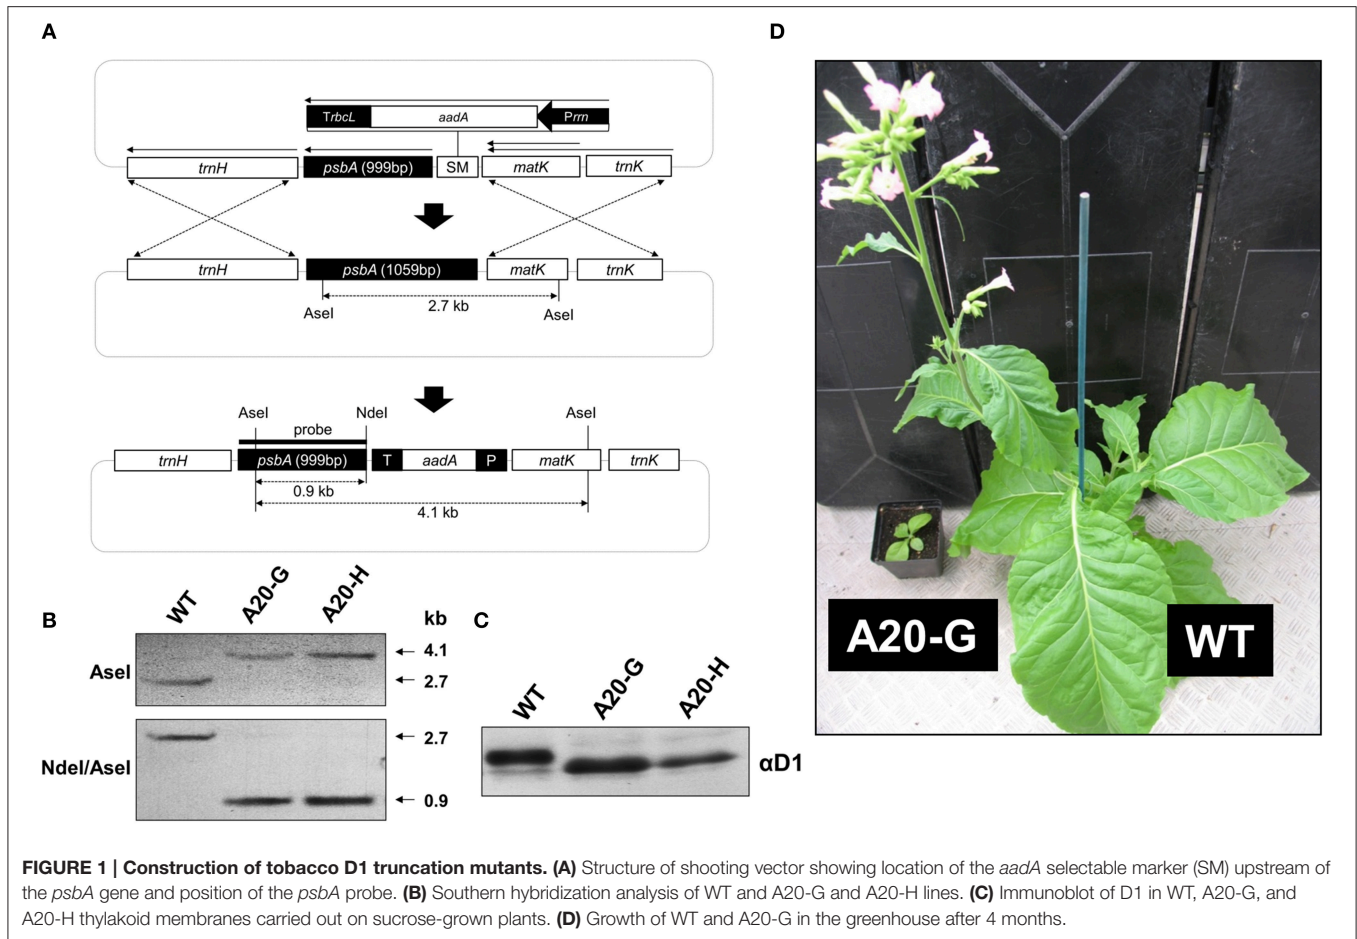 A
TrbcL aadA Prrn
trnH psbA (999bp) SM matK trnK
trnH psbA (1059bp) matK trnK
2.7 kb
AseI AseI
AseI NdeI AseI
probe
trnH psbA (999bp) T aadA P matK trnK
0.9 kb
4.1 kb
B
WT A20-G A20-H kb
AseI
4.1
2.7
NdeI/AseI
2.7
0.9
C
WT A20-G A20-H
αD1
D
A20-G
WT
FIGURE 1 | Construction of tobacco D1 truncation mutants. (A) Structure of shooting vector showing location of the aadA selectable marker (SM) upstream of
the psbA gene and position of the psbA probe. (B) Southern hybridization analysis of WT and A20-G and A20-H lines. (C) Immunoblot of D1 in WT, A20-G, and
A20-H thylakoid membranes carried out on sucrose-grown plants. (D) Growth of WT and A20-G in the greenhouse after 4 months.